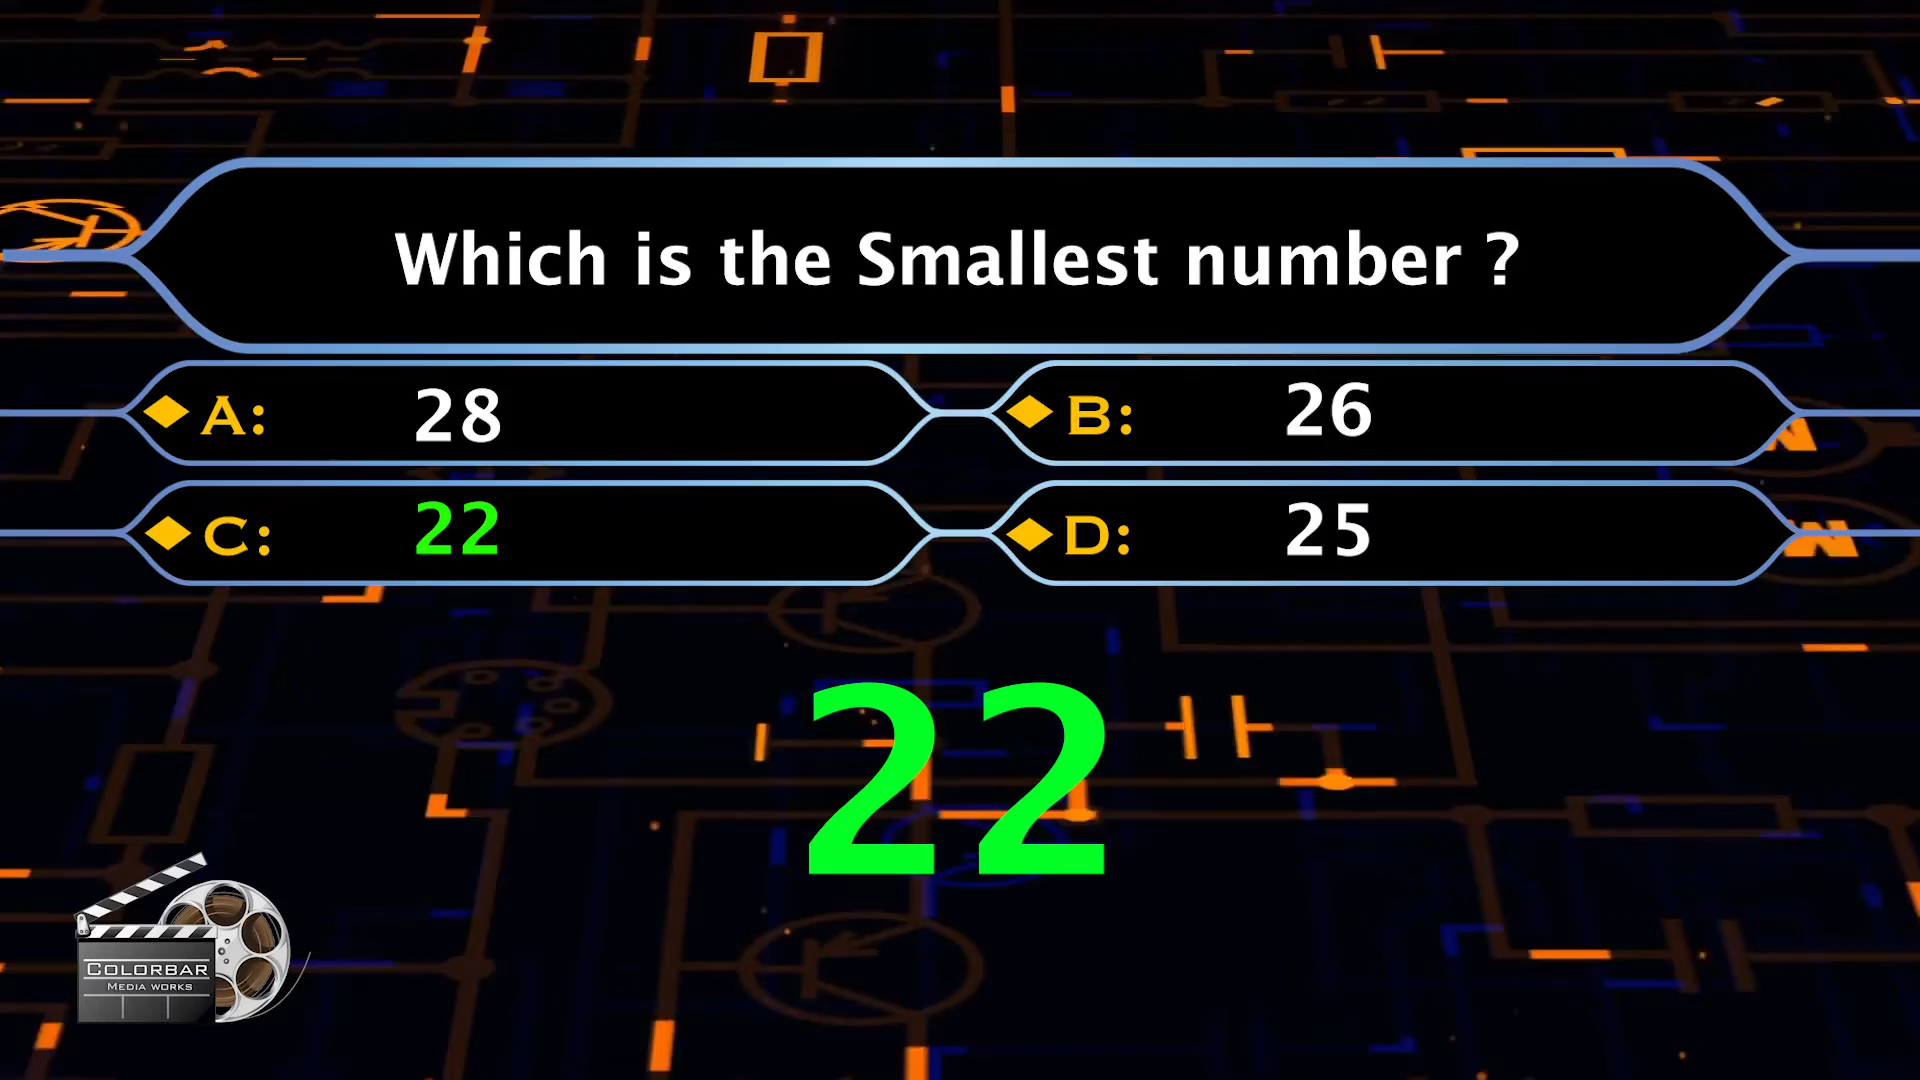 Which is the Smallest number ?
A: 28
B: 26
C: 22
D: 25
22
COLORBAR
MEDIA WORKS